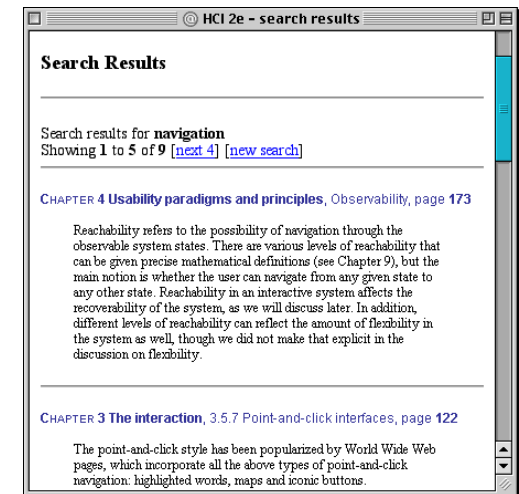 HCI 2e – search results
Search Results
Search results for navigation
Showing 1 to 5 of 9 [next 4] [new search]
CHAPTER 4 Usability paradigms and principles, Observability, page 173
Reachability refers to the possibility of navigation through the
observable system states. There are various levels of reachability that
can be given precise mathematical definitions (see Chapter 9), but the
main notion is whether the user can navigate from any given state to
any other state. Reachability in an interactive system affects the
recoverability of the system, as we will discuss later. In addition,
different levels of reachability can reflect the amount of flexibility in
the system as well, though we did not make that explicit in the
discussion on flexibility.
CHAPTER 3 The interaction, 3.5.7 Point-and-click interfaces, page 122
The point-and-click style has been popularized by World Wide Web
pages, which incorporate all the above types of point-and-click
navigation: highlighted words, maps and iconic buttons.